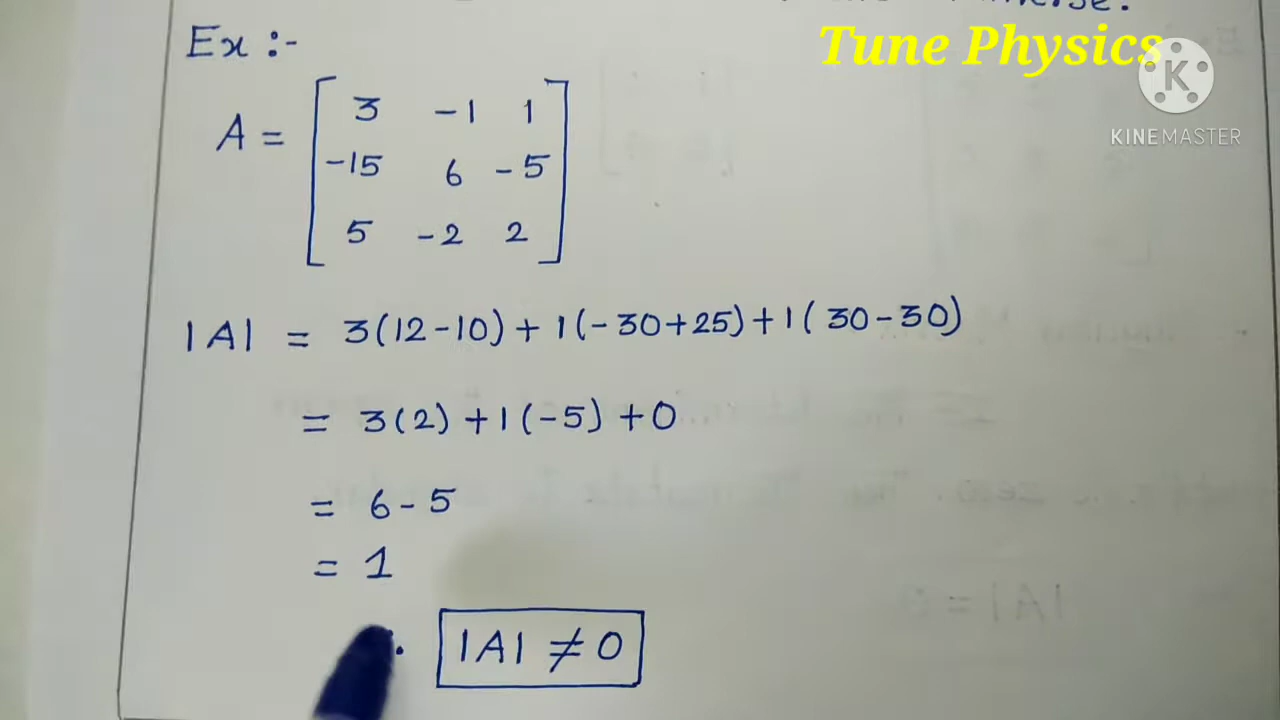 inverse.
Ex :-
Tune Physics
K
KINEMASTER
A = [ 3 -1 1
-15 6 -5
5 -2 2 ]
|A| = 3(12-10)+1(-30+25)+1(30-30)
= 3(2)+1(-5)+0
= 6-5
= 1
|A| ≠ 0